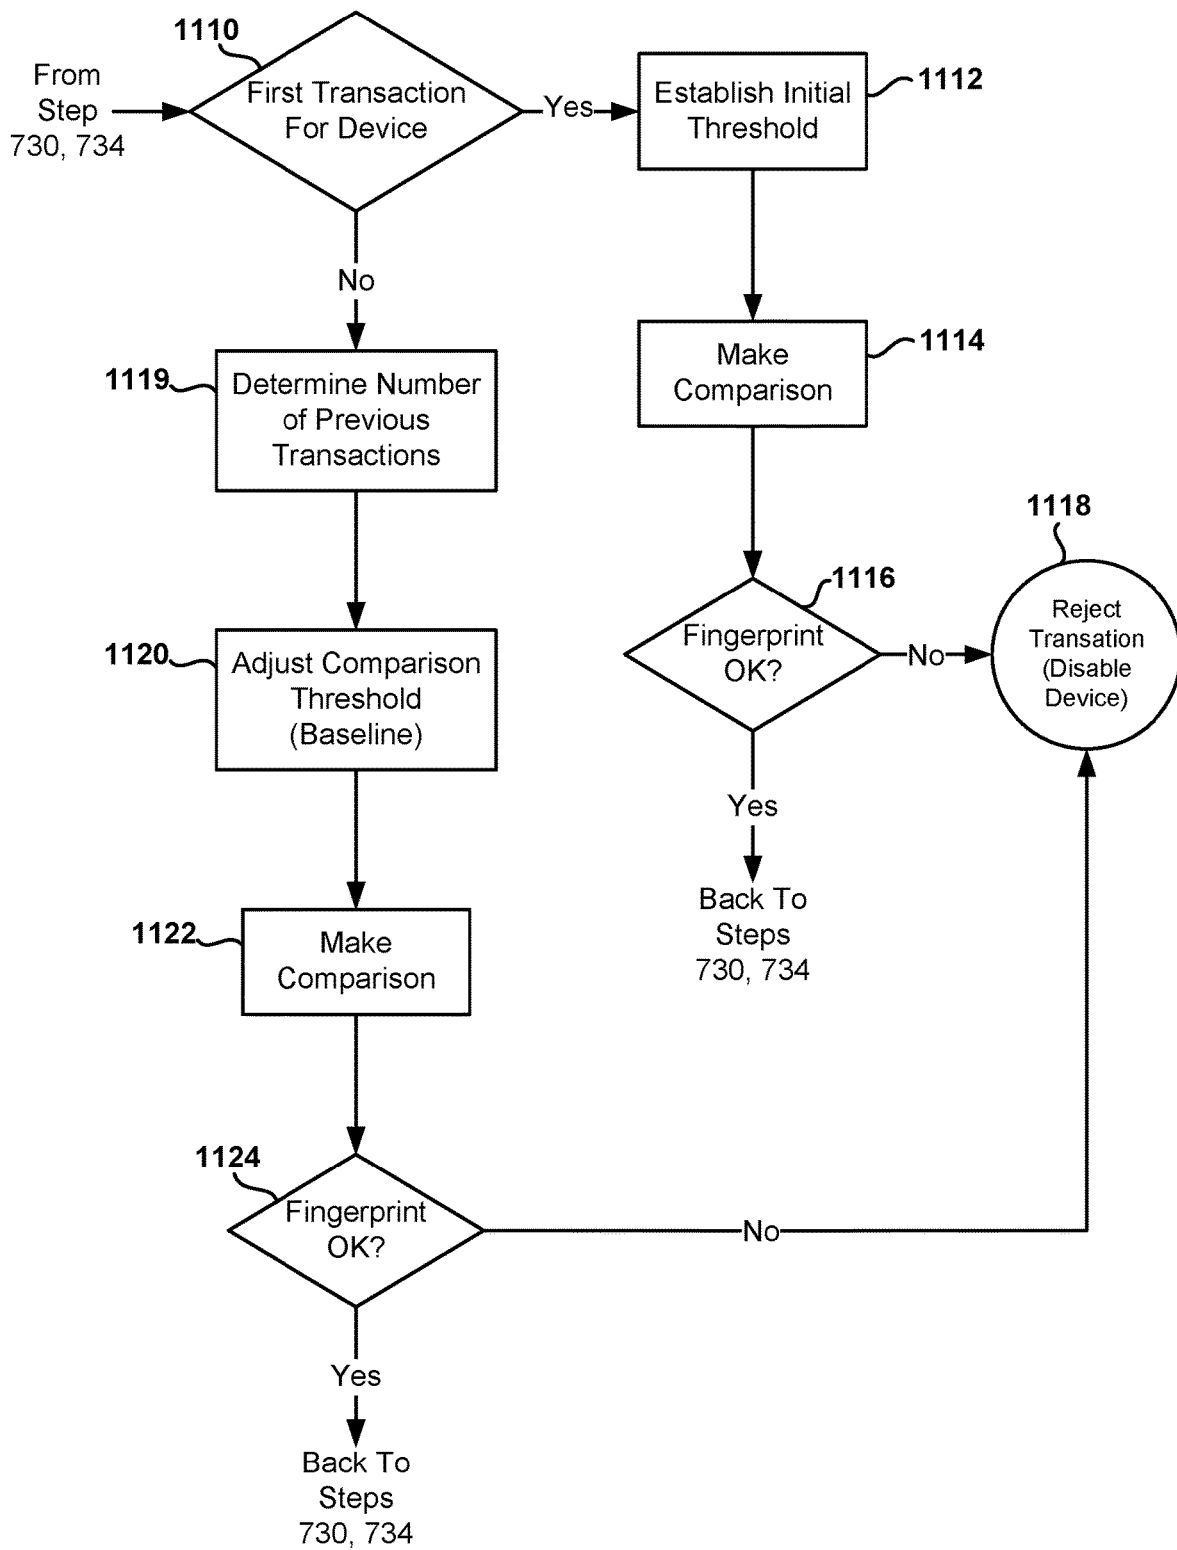 1110
From
Step
730, 734
First Transaction
For Device
Yes
Establish Initial
Threshold
1112
No
1119
Determine Number
of Previous
Transactions
Make
Comparison
1114
1120
Adjust Comparison
Threshold
(Baseline)
1116
Fingerprint
OK?
No
1118
Reject
Transation
(Disable
Device)
Yes
Back To
Steps
730, 734
1122
Make
Comparison
1124
Fingerprint
OK?
No
Yes
Back To
Steps
730, 734